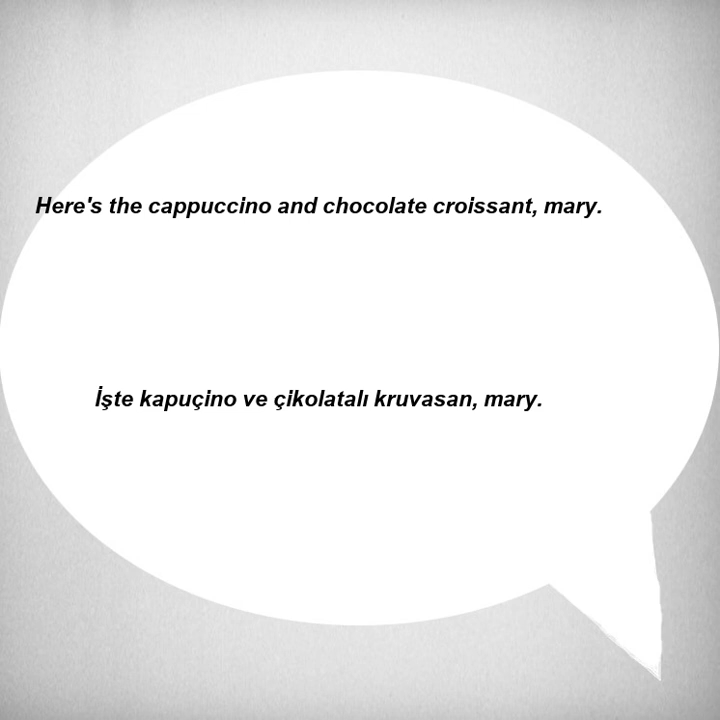 Here's the cappuccino and chocolate croissant, mary.
İşte kapuçino ve çikolatalı kruvasan, mary.